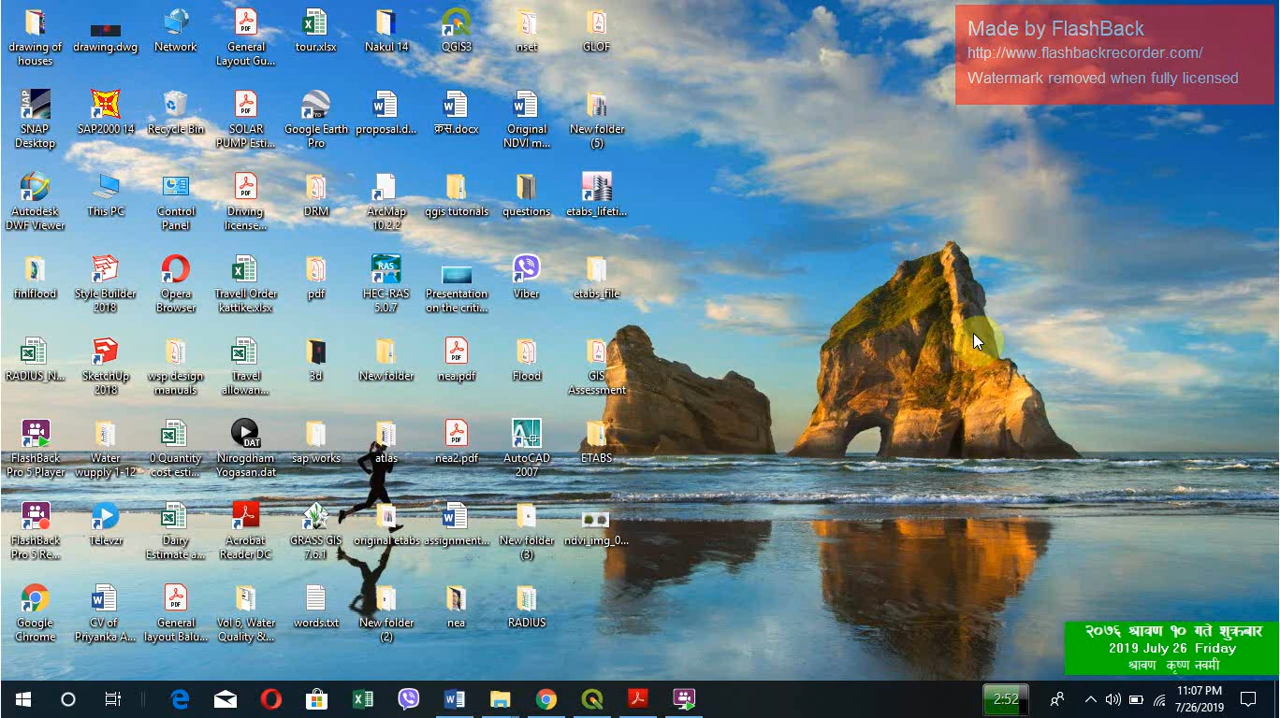 Made by FlashBack
http://www.flashbackrecorder.com/
Watermark removed when fully licensed
drawing of houses
drawing.dwg
Network
General Layout Gu...
tour.xlsx
Nakul 14
QGIS3
nset
GLOF
SNAP Desktop
SAP2000 14
Recycle Bin
SOLAR PUMP Esti...
Google Earth Pro
proposal.d...
Original NDVI m...
New folder (5)
Autodesk DWF Viewer
This PC
Control Panel
Driving license...
DRM
ArcMap 10.2.2
qgis tutorials
questions
etabs_lifeti...
finlflood
Style Builder 2018
Opera Browser
Travell Order kattike.xlsx
pdf
HEC-RAS 5.0.7
Presentation on the criti...
Viber
etabs_file
RADIUS_N...
SketchUp 2018
wsp design manuals
Travel allowan...
3d
New folder
nea.pdf
Flood
GIS Assessment
FlashBack Pro 5 Player
Water wupply 1-12
0 Quantity cost esti...
DAT
Nirogdham Yogasan.dat
sap works
atlas
nea2.pdf
AutoCAD 2007
ETABS
FlashBack Pro 5 Re...
Televzr
Dairy Estimate a...
Acrobat Reader DC
GRASS GIS 7.6.1
original etabs
assignment...
New folder (3)
ndvi_img_0...
Google Chrome
CV of Priyanka A...
General layout Balu...
Vol 6, Water Quality &...
words.txt
New folder (2)
nea
RADIUS
२०७६ श्रावण १० गते शुक्रबार
2019 July 26 Friday
श्रावण कृष्ण नवमी
2:52
11:07 PM
7/26/2019